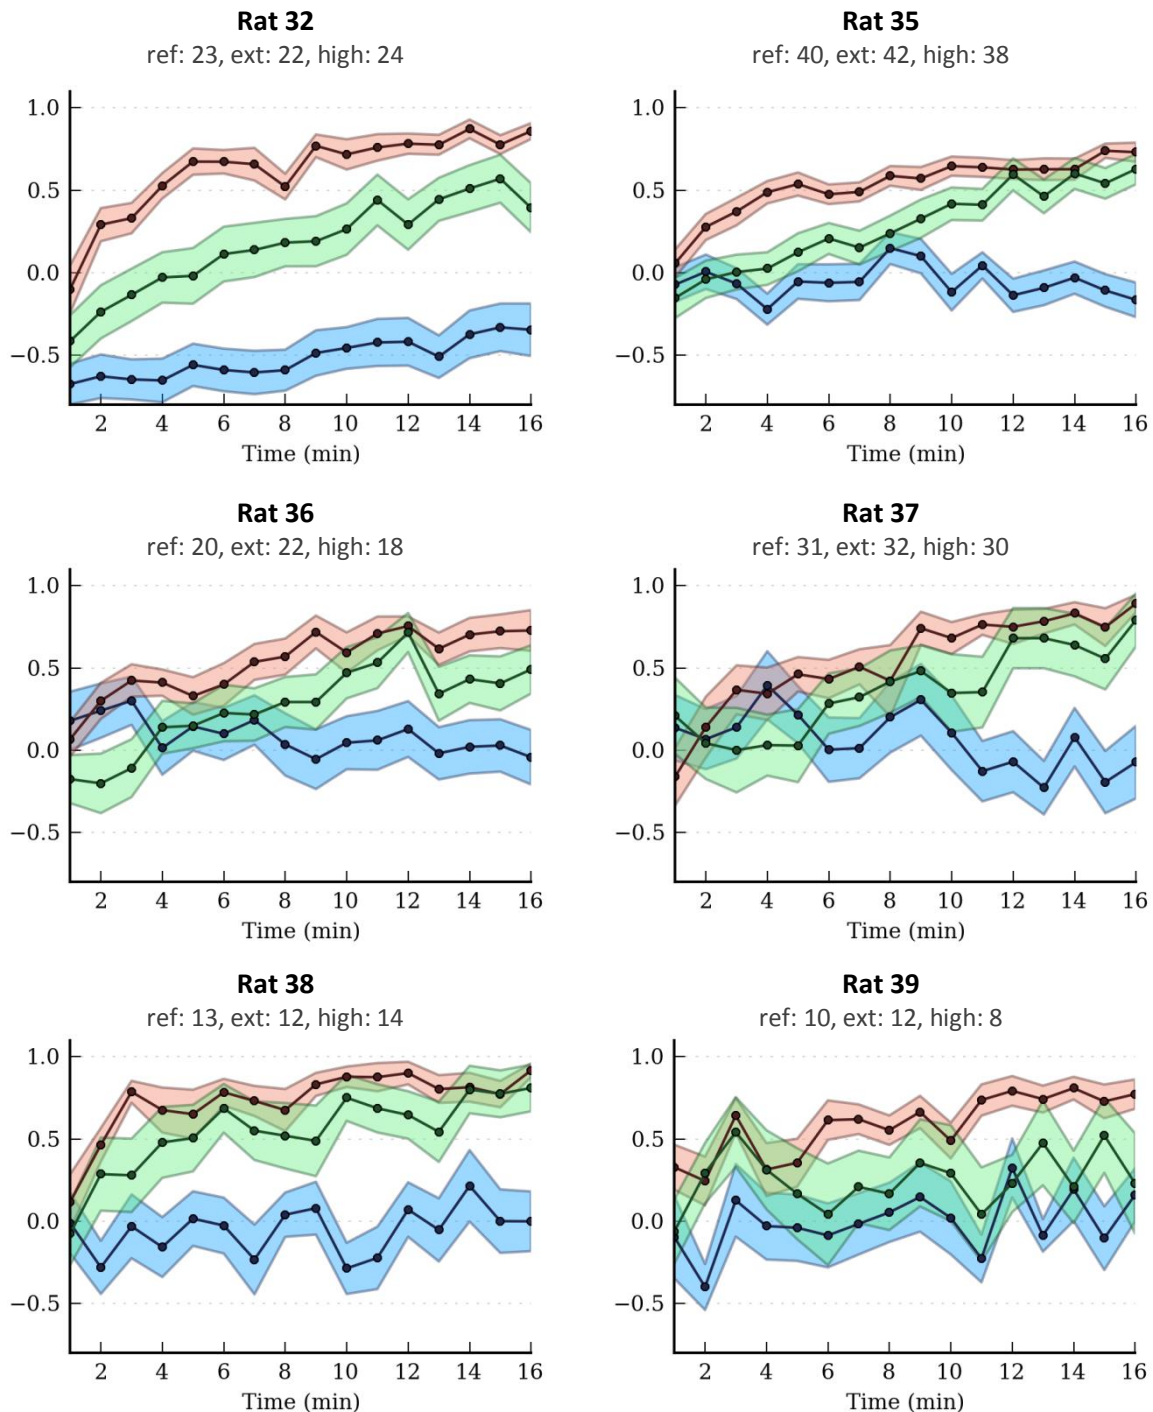 Rat 32
ref: 23, ext: 22, high: 24
1.0
0.5
0.0
−0.5
2 4 6 8 10 12 14 16
Time (min)
Rat 35
ref: 40, ext: 42, high: 38
1.0
0.5
0.0
−0.5
2 4 6 8 10 12 14 16
Time (min)
Rat 36
ref: 20, ext: 22, high: 18
1.0
0.5
0.0
−0.5
2 4 6 8 10 12 14 16
Time (min)
Rat 37
ref: 31, ext: 32, high: 30
1.0
0.5
0.0
−0.5
2 4 6 8 10 12 14 16
Time (min)
Rat 38
ref: 13, ext: 12, high: 14
1.0
0.5
0.0
−0.5
2 4 6 8 10 12 14 16
Time (min)
Rat 39
ref: 10, ext: 12, high: 8
1.0
0.5
0.0
−0.5
2 4 6 8 10 12 14 16
Time (min)